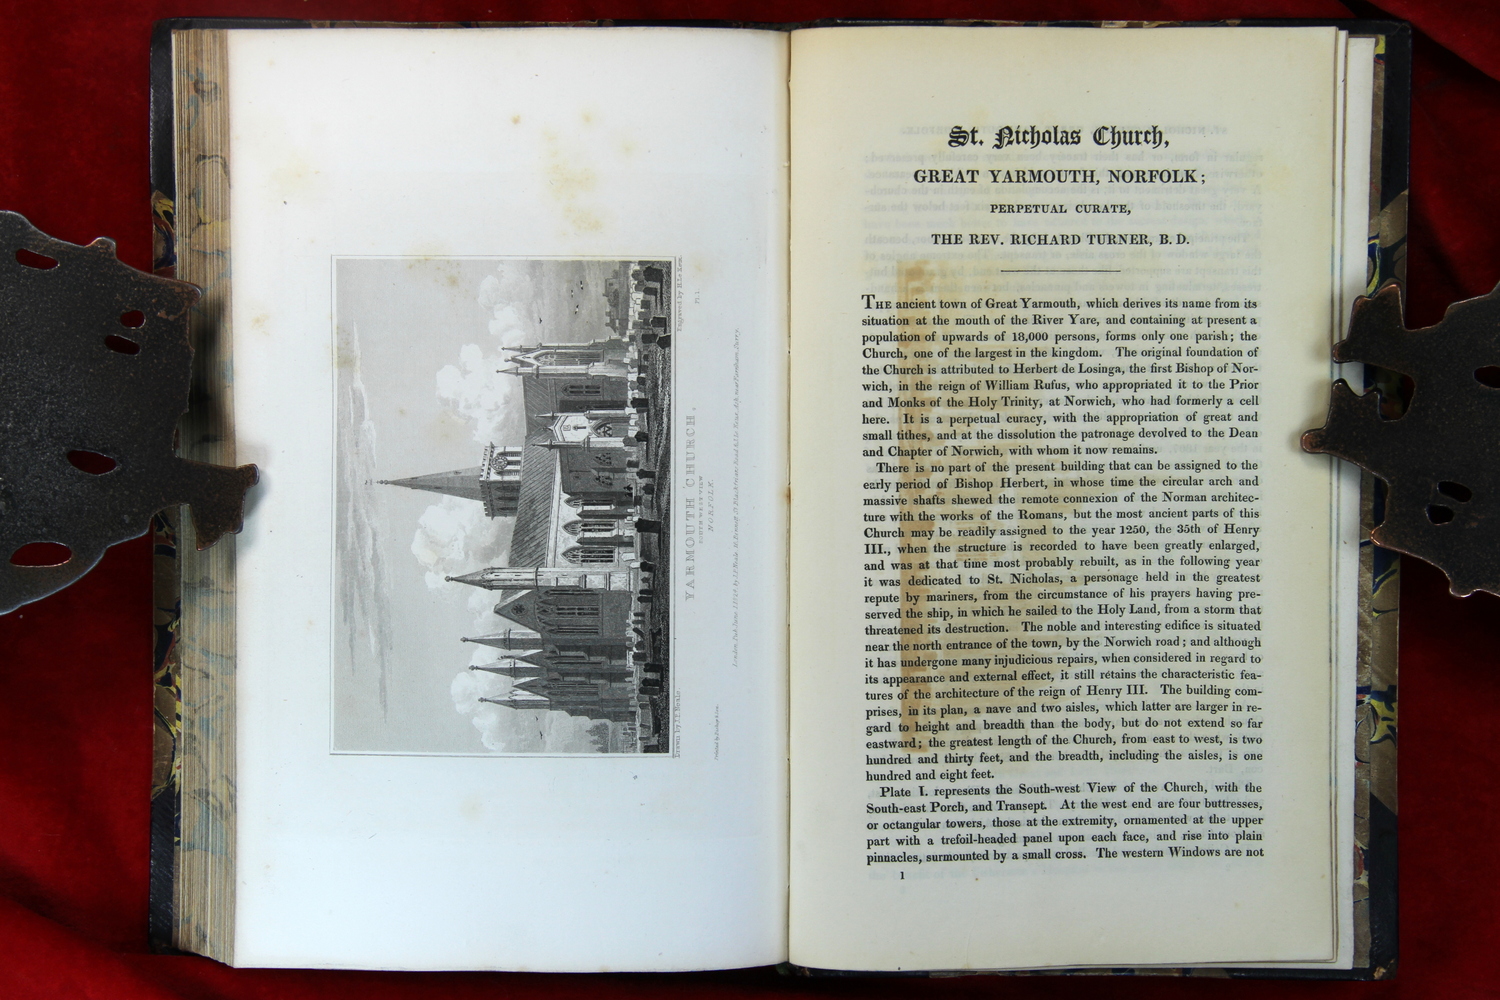 Drawn by J.P. Neale.
Engraved by H. Le Keux.
Pl. 1.
YARMOUTH CHURCH,
SOUTH WEST VIEW
NORFOLK.
St. Nicholas Church,
GREAT YARMOUTH, NORFOLK;
PERPETUAL CURATE,
THE REV. RICHARD TURNER, B. D.
THE ancient town of Great Yarmouth, which derives its name from its
situation at the mouth of the River Yare, and containing at present a
population of upwards of 18,000 persons, forms only one parish; the
Church, one of the largest in the kingdom. The original foundation of
the Church is attributed to Herbert de Losinga, the first Bishop of Nor-
wich, in the reign of William Rufus, who appropriated it to the Prior
and Monks of the Holy Trinity, at Norwich, who had formerly a cell
here. It is a perpetual curacy, with the appropriation of great and
small tithes, and at the dissolution the patronage devolved to the Dean
and Chapter of Norwich, with whom it now remains.
There is no part of the present building that can be assigned to the
early period of Bishop Herbert, in whose time the circular arch and
massive shafts shewed the remote connexion of the Norman architec-
ture with the works of the Romans, but the most ancient parts of this
Church may be readily assigned to the year 1250, the 35th of Henry
III., when the structure is recorded to have been greatly enlarged,
and was at that time most probably rebuilt, as in the following year
it was dedicated to St. Nicholas, a personage held in the greatest
repute by mariners, from the circumstance of his prayers having pre-
served the ship, in which he sailed to the Holy Land, from a storm that
threatened its destruction. The noble and interesting edifice is situated
near the north entrance of the town, by the Norwich road; and although
it has undergone many injudicious repairs, when considered in regard to
its appearance and external effect, it still retains the characteristic fea-
tures of the architecture of the reign of Henry III. The building com-
prises, in its plan, a nave and two aisles, which latter are larger in re-
gard to height and breadth than the body, but do not extend so far
eastward; the greatest length of the Church, from east to west, is two
hundred and thirty feet, and the breadth, including the aisles, is one
hundred and eight feet.
Plate I. represents the South-west View of the Church, with the
South-east Porch, and Transept. At the west end are four buttresses,
or octangular towers, those at the extremity, ornamented at the upper
part with a trefoil-headed panel upon each face, and rise into plain
pinnacles, surmounted by a small cross. The western Windows are not
1